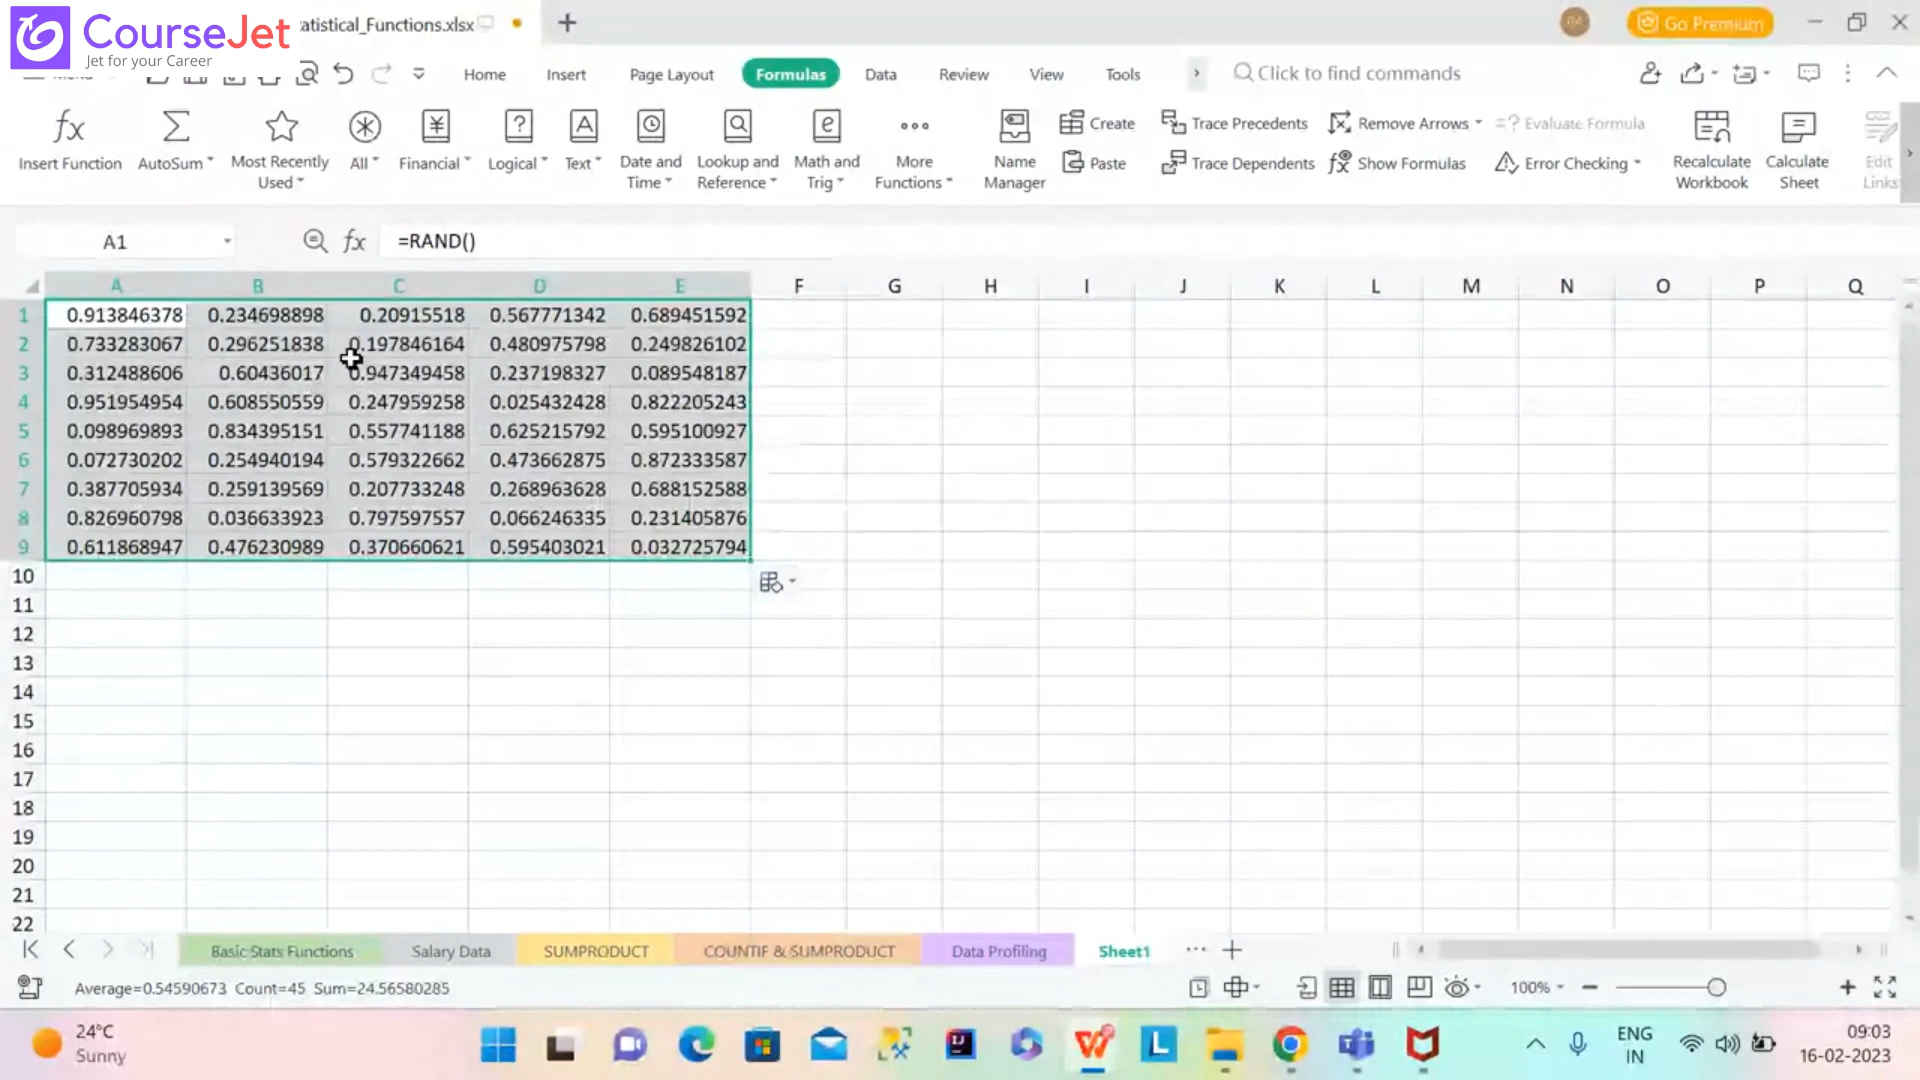 CourseJet
Jet for your Career
atistical_Functions.xlsx
Go Premium
Home Insert Page Layout Formulas Data Review View Tools Click to find commands
Insert Function AutoSum Most Recently Used All Financial Logical Text Date and Time Lookup and Reference Math and Trig More Functions Name Manager
Create Trace Precedents Remove Arrows =? Evaluate Formula
Paste Trace Dependents Show Formulas Error Checking
Recalculate Workbook Calculate Sheet Edit Links
A1 fx =RAND()
A B C D E F G H I J K L M N O P Q
1 0.913846378 0.234698898 0.20915518 0.567771342 0.689451592
2 0.733283067 0.296251838 0.197846164 0.480975798 0.249826102
3 0.312488606 0.60436017 0.947349458 0.237198327 0.089548187
4 0.951954954 0.608550559 0.247959258 0.025432428 0.822205243
5 0.098969893 0.834395151 0.557741188 0.625215792 0.595100927
6 0.072730202 0.254940194 0.579322662 0.473662875 0.872333587
7 0.387705934 0.259139569 0.207733248 0.268963628 0.688152588
8 0.826960798 0.036633923 0.797597557 0.066246335 0.231405876
9 0.611868947 0.476230989 0.370660621 0.595403021 0.032725794
10
11
12
13
14
15
16
17
18
19
20
21
22
Basic Stats Functions Salary Data SUMPRODUCT COUNTIF & SUMPRODUCT Data Profiling Sheet1
Average=0.54590673 Count=45 Sum=24.56580285 100%
24°C
Sunny
ENG
IN
09:03
16-02-2023